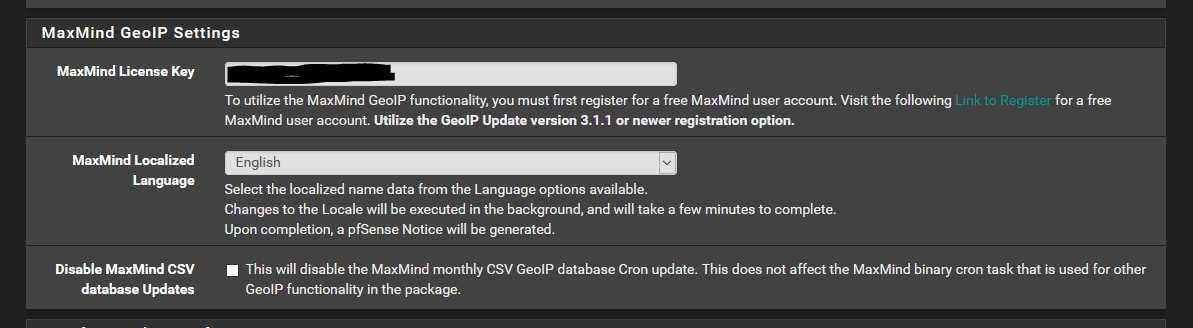 MaxMind GeoIP Settings
MaxMind License Key
To utilize the MaxMind GeoIP functionality, you must first register for a free MaxMind user account. Visit the following Link to Register for a free
MaxMind user account. Utilize the GeoIP Update version 3.1.1 or newer registration option.
MaxMind Localized
Language
English
Select the localized name data from the Language options available.
Changes to the Locale will be executed in the background, and will take a few minutes to complete.
Upon completion, a pfSense Notice will be generated.
Disable MaxMind CSV
database Updates
This will disable the MaxMind monthly CSV GeoIP database Cron update. This does not affect the MaxMind binary cron task that is used for other
GeoIP functionality in the package.